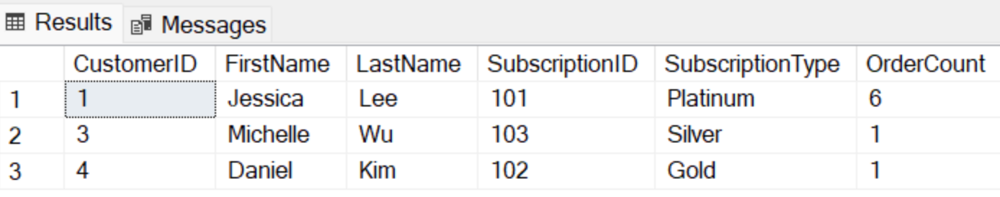 Results Messages
CustomerID FirstName LastName SubscriptionID SubscriptionType OrderCount
1 1 Jessica Lee 101 Platinum 6
2 3 Michelle Wu 103 Silver 1
3 4 Daniel Kim 102 Gold 1